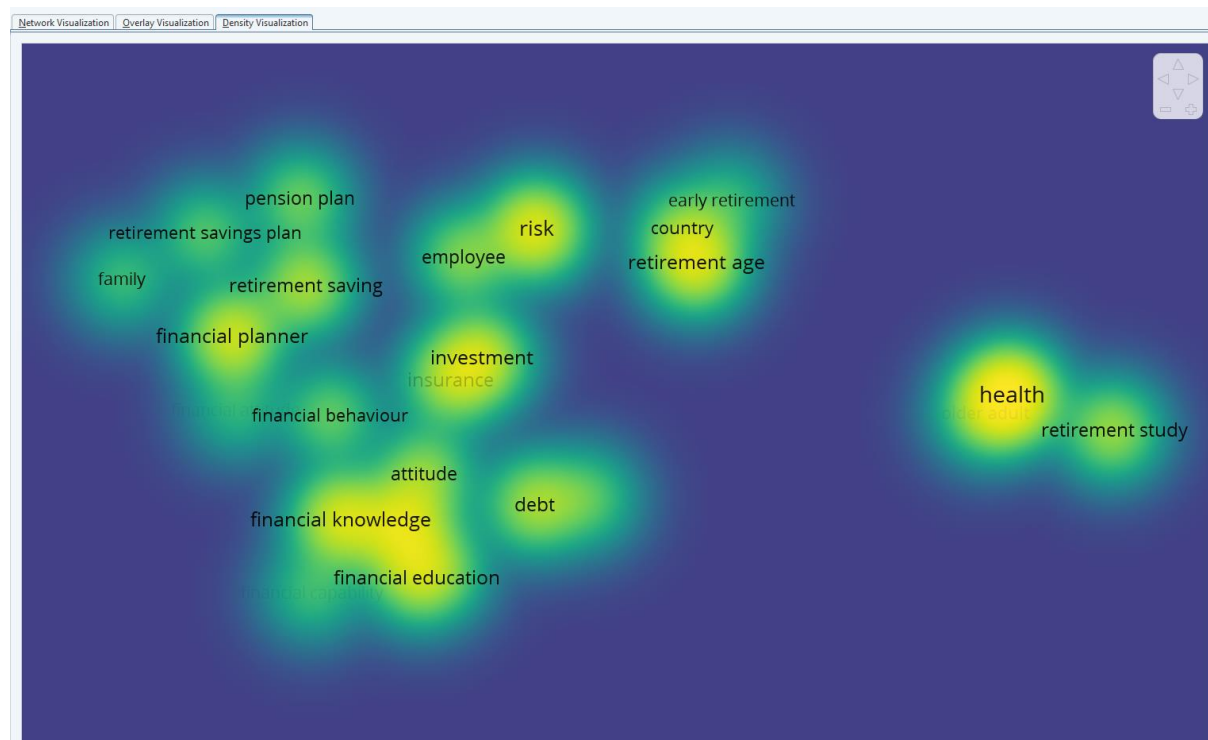 Network Visualization
Overlay Visualization
Density Visualization
pension plan
early retirement
risk
country
retirement savings plan
employee
retirement age
family
retirement saving
financial planner
investment
insurance
health
older adult
financial behaviour
retirement study
attitude
debt
financial knowledge
financial education
financial capability